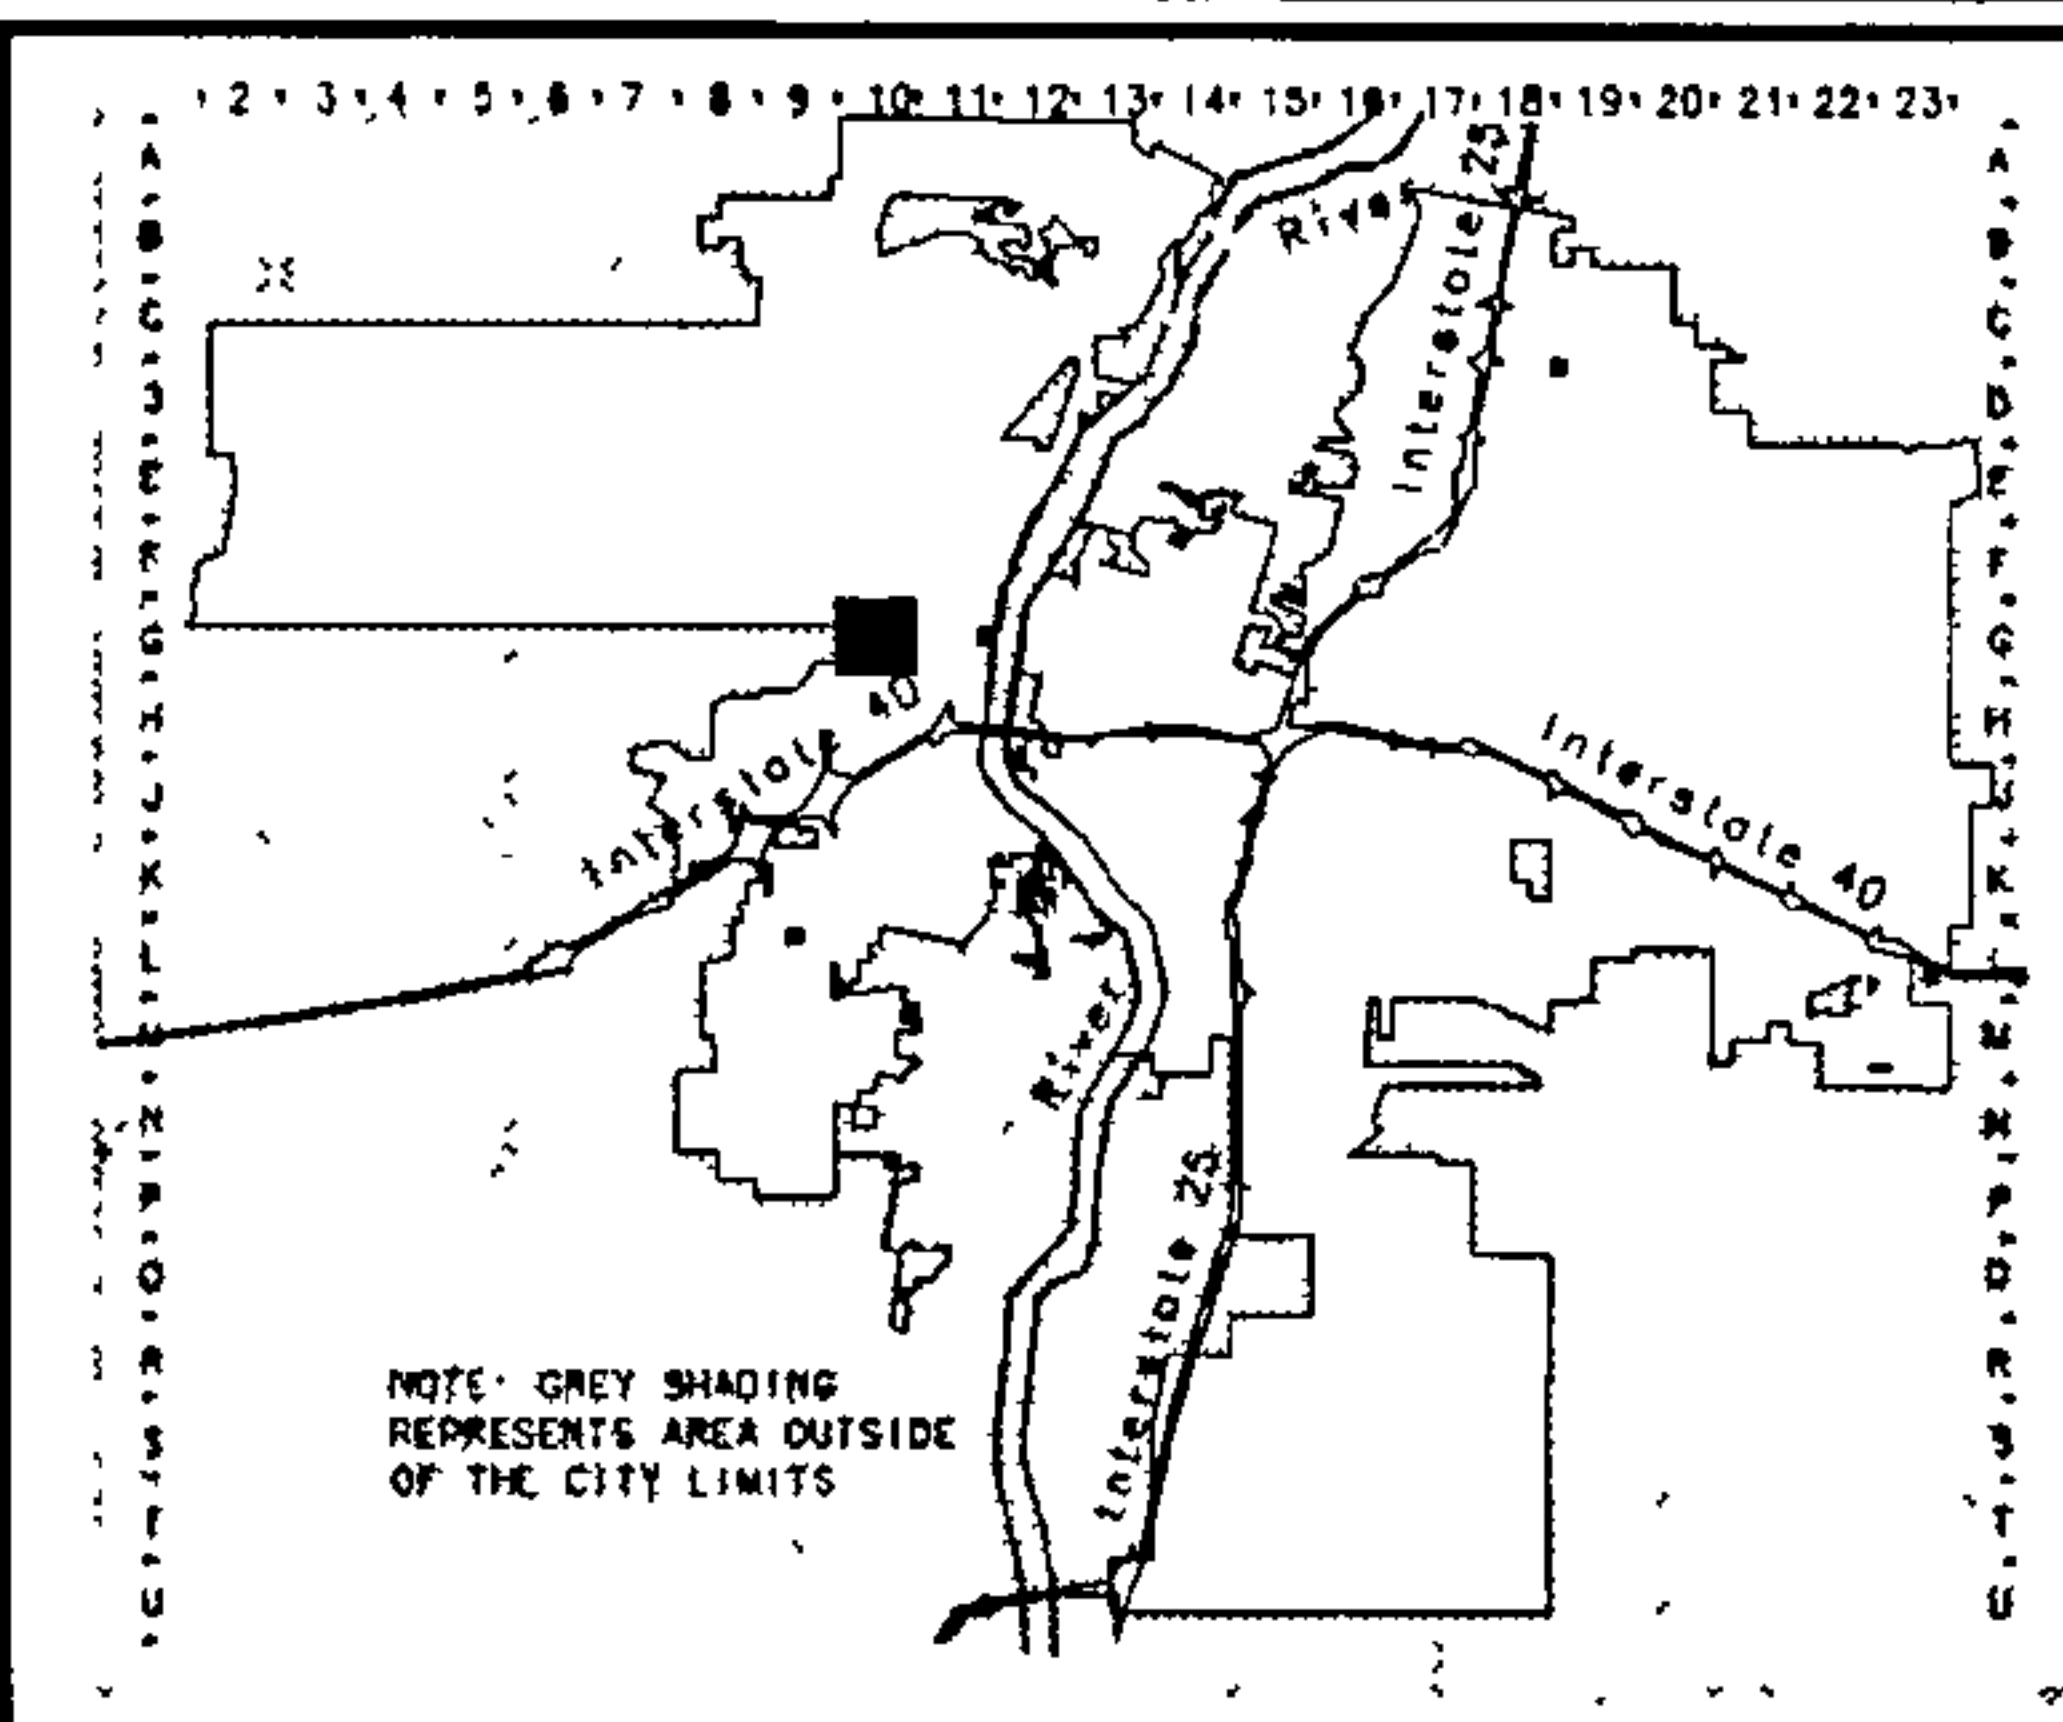 2 3 4 5 6 7 8 9 10 11 12 13 14 15 16 17 18 19 20 21 22 23
A
B
C
D
E
F
G
H
J
K
L
M
N
P
Q
R
S
T
U
A
B
C
D
E
F
G
H
J
K
L
M
N
P
Q
R
S
T
U
River
Interstate 25
Interstate 40
Interstate 40
River
Interstate 25
NOTE: GREY SHADING
REPRESENTS AREA OUTSIDE
OF THE CITY LIMITS